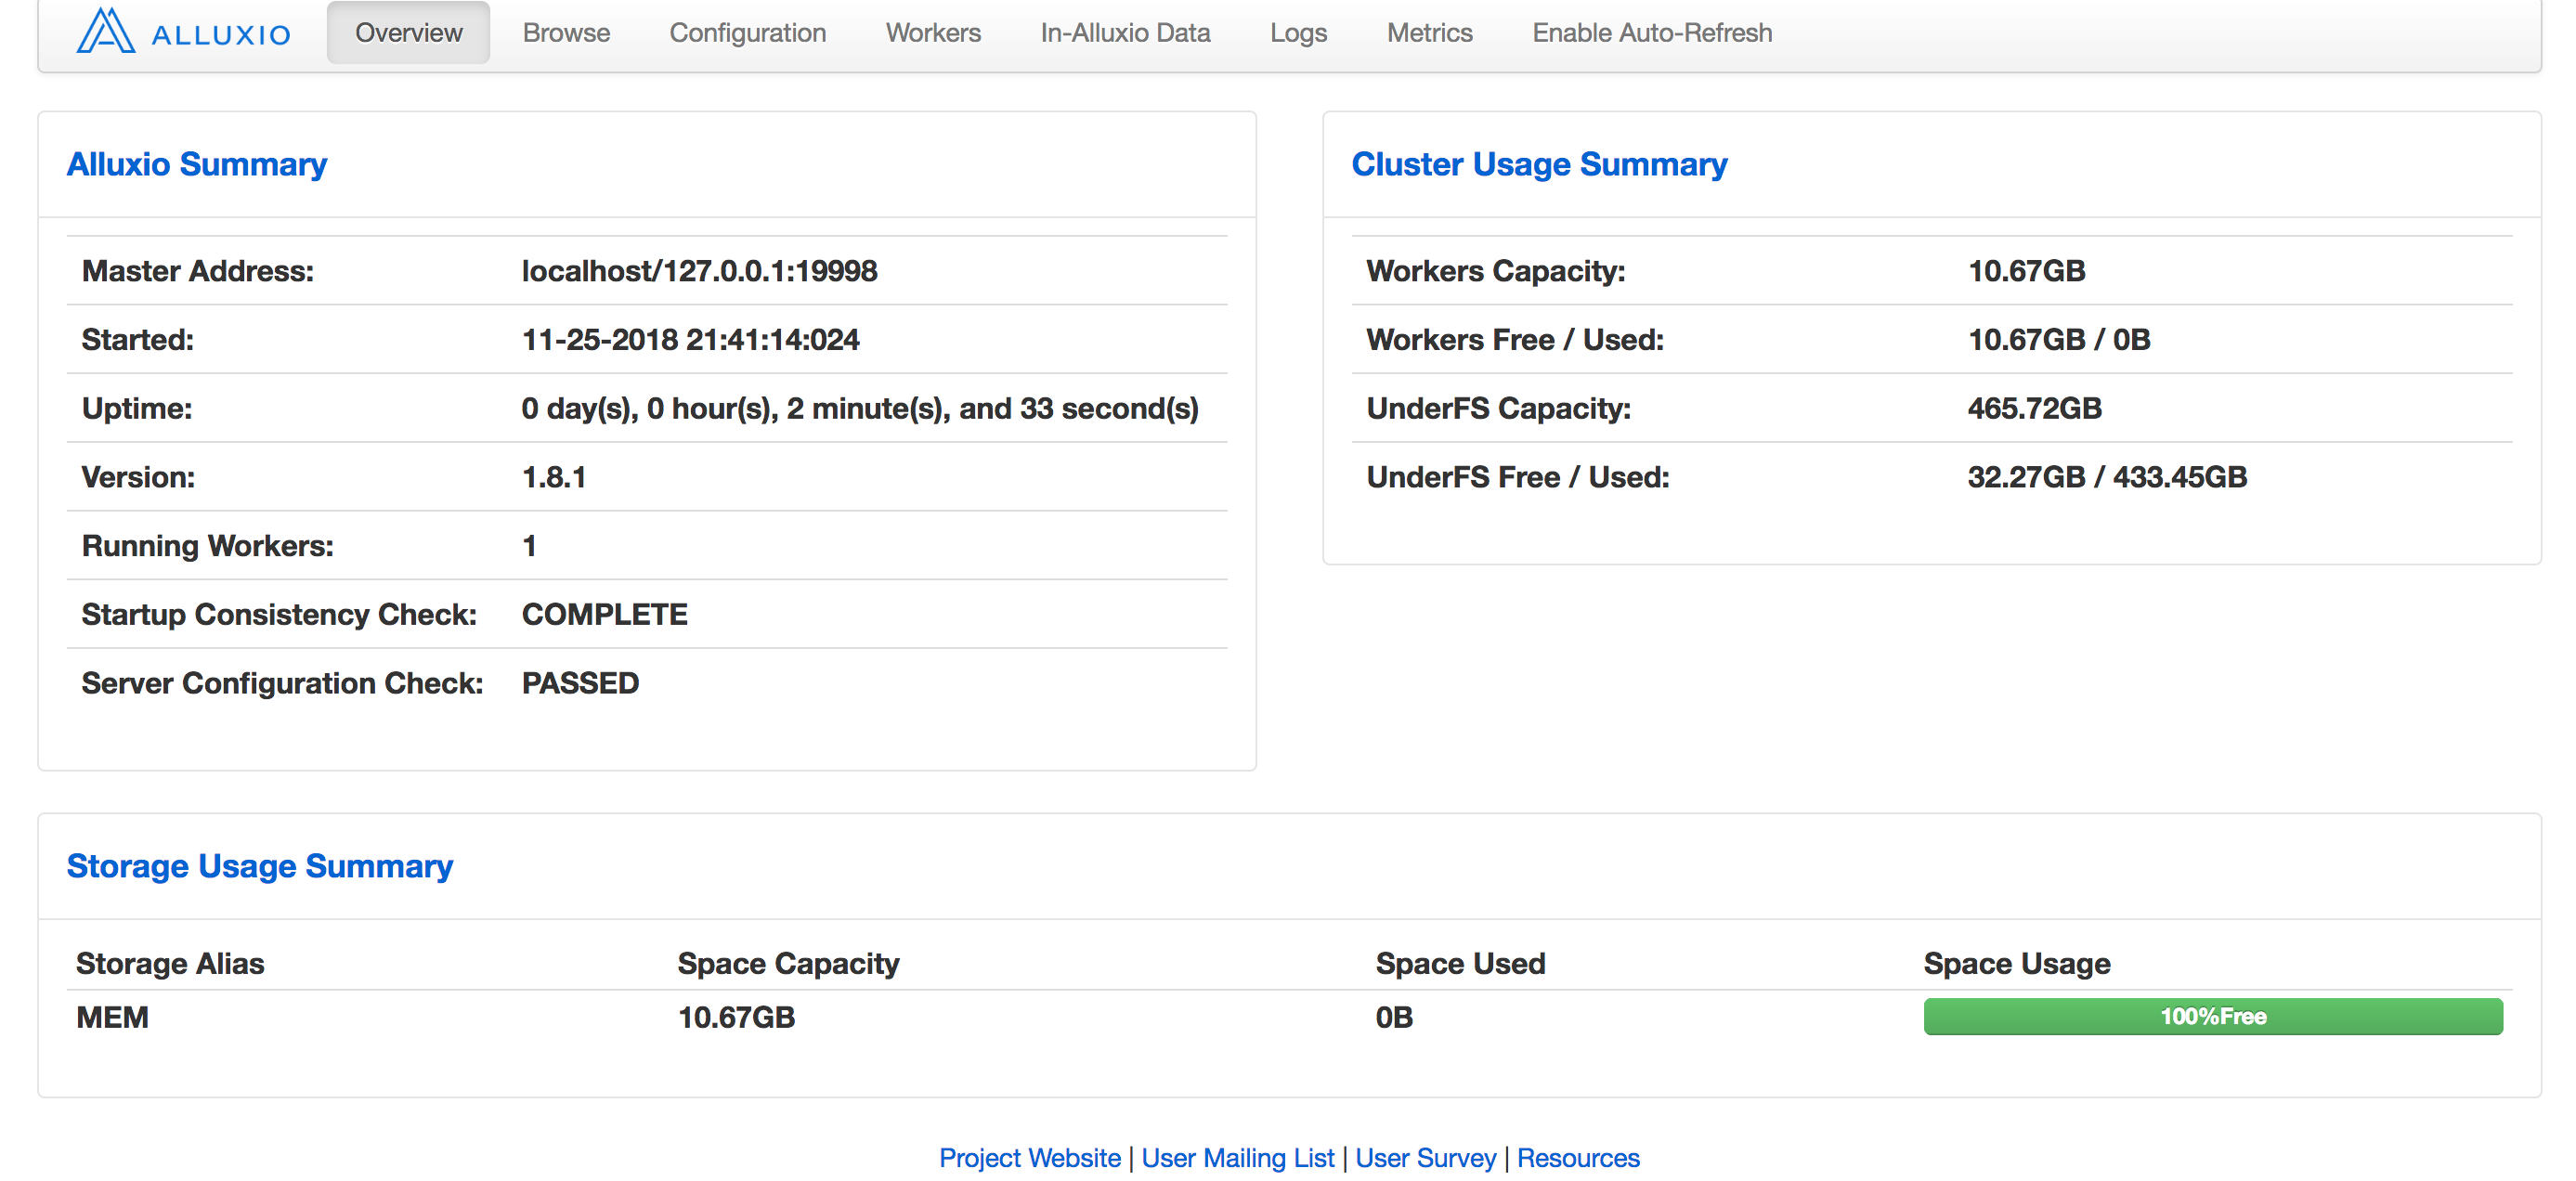 ALLUXIO Overview Browse Configuration Workers In-Alluxio Data Logs Metrics Enable Auto-Refresh
Alluxio Summary
Master Address: localhost/127.0.0.1:19998
Started: 11-25-2018 21:41:14:024
Uptime: 0 day(s), 0 hour(s), 2 minute(s), and 33 second(s)
Version: 1.8.1
Running Workers: 1
Startup Consistency Check: COMPLETE
Server Configuration Check: PASSED
Cluster Usage Summary
Workers Capacity: 10.67GB
Workers Free / Used: 10.67GB / 0B
UnderFS Capacity: 465.72GB
UnderFS Free / Used: 32.27GB / 433.45GB
Storage Usage Summary
Storage Alias Space Capacity Space Used Space Usage
MEM 10.67GB 0B 100%Free
Project Website | User Mailing List | User Survey | Resources